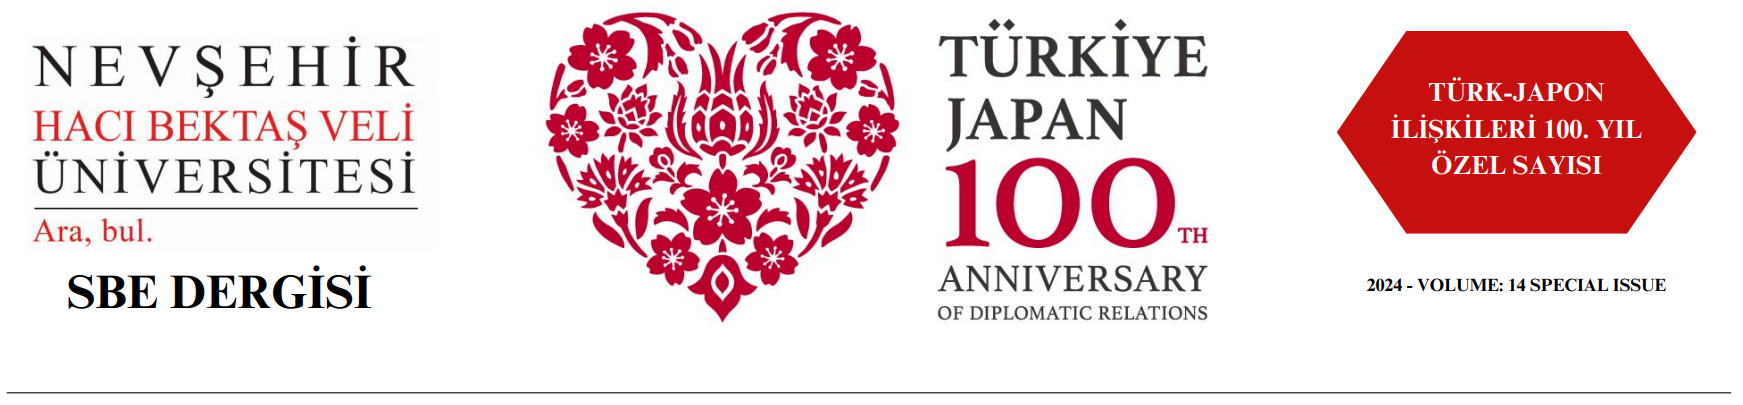 NEVŞEHİR
HACI BEKTAŞ VELİ
ÜNİVERSİTESİ
Ara, bul.
SBE DERGİSİ
TÜRKİYE
JAPAN
100TH
ANNIVERSARY
OF DIPLOMATIC RELATIONS
TÜRK-JAPON
İLİŞKİLERİ 100. YIL
ÖZEL SAYISI
2024 - VOLUME: 14 SPECIAL ISSUE